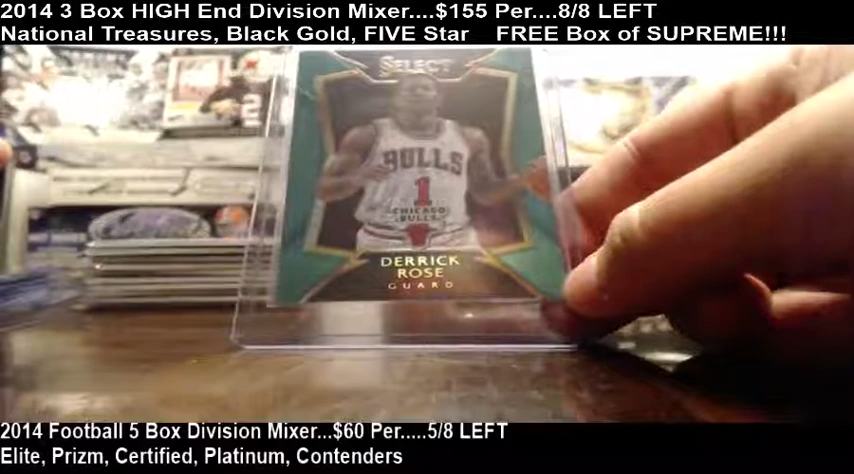 2014 3 Box HIGH End Division Mixer....$155 Per....8/8 LEFT
National Treasures, Black Gold, FIVE Star FREE Box of SUPREME!!!
SELECT
BULLS
1
CHICAGO
BULLS
DERRICK
ROSE
GUARD
2014 Football 5 Box Division Mixer...$60 Per.....5/8 LEFT
Elite, Prizm, Certified, Platinum, Contenders